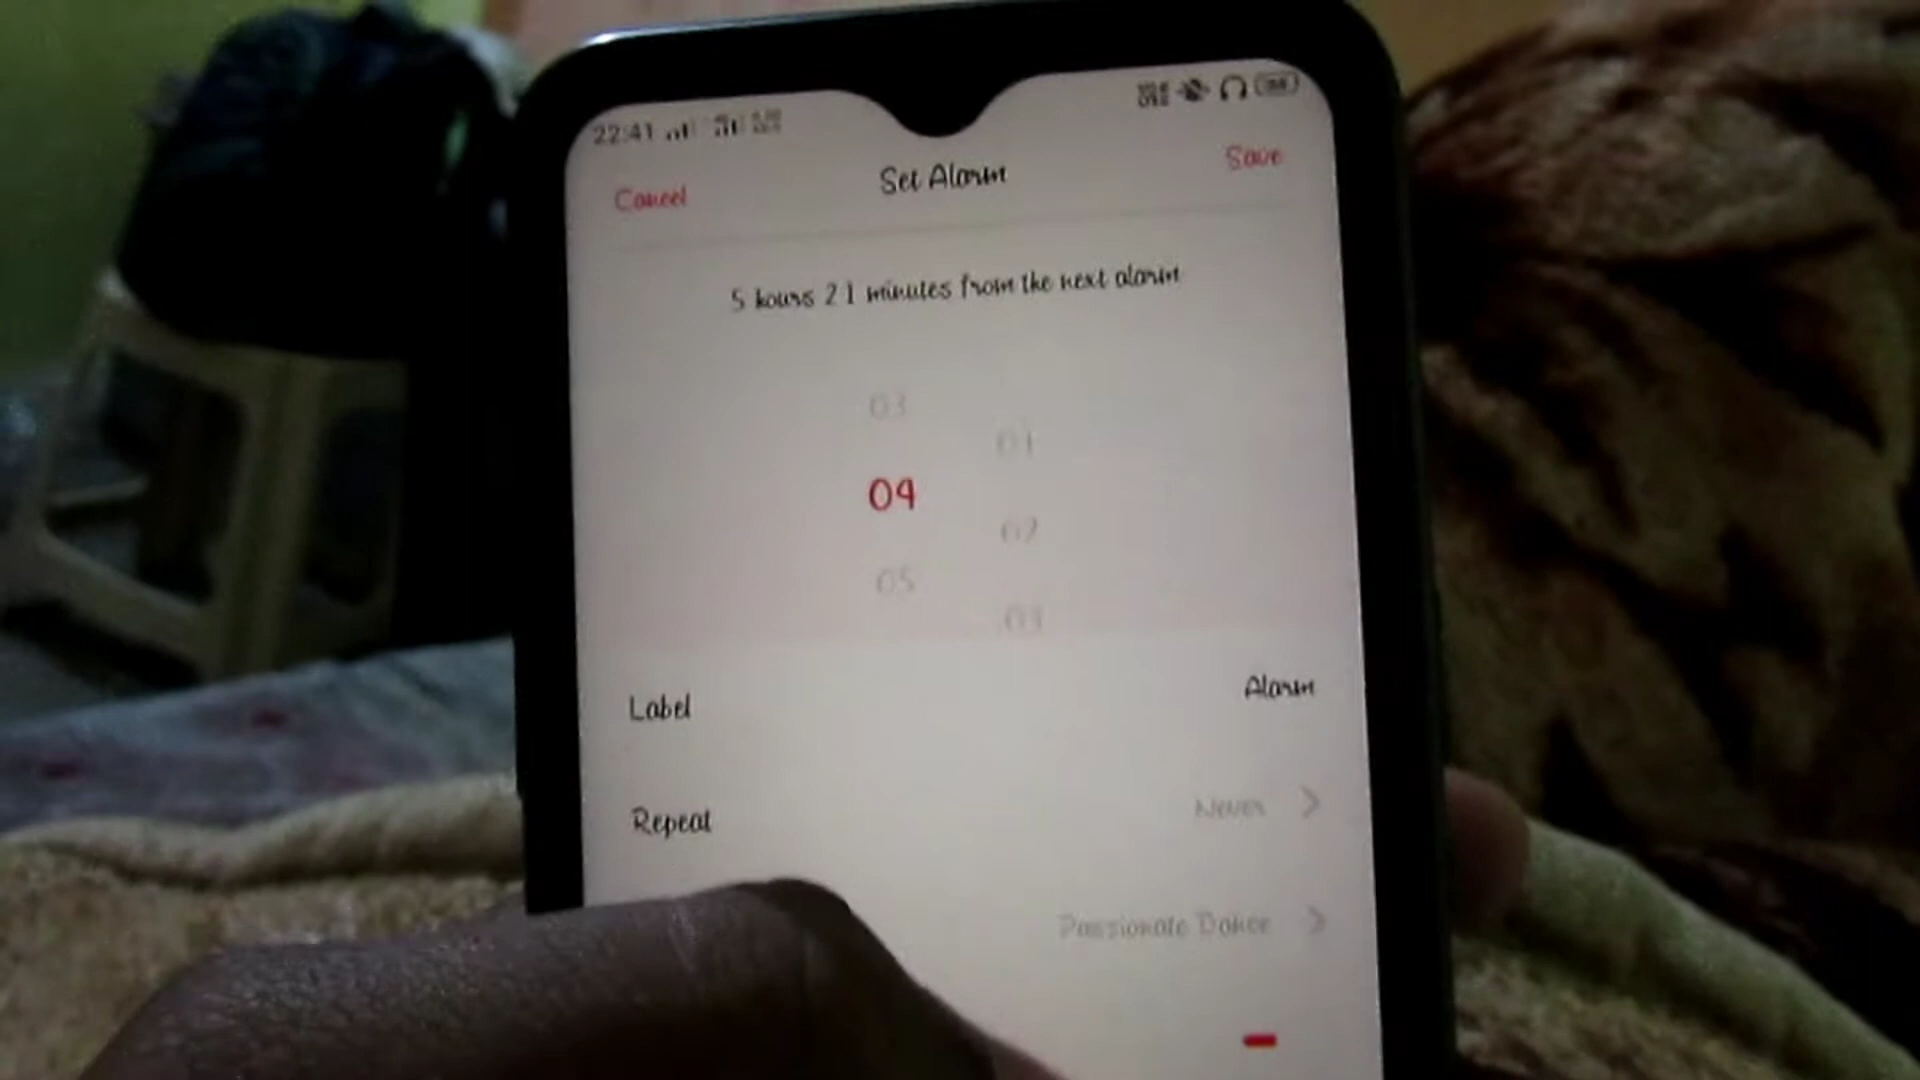 22:41
Cancel
Set Alarm
Save
5 hours 21 minutes from the next alarm
03
01
04
02
05
03
Label
Alarm
Repeat
Never
Passionate Dance